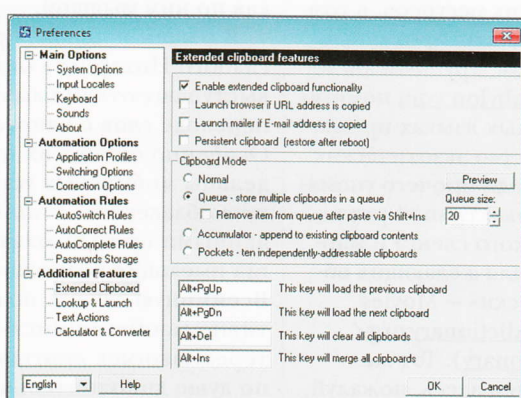 Preferences
Main Options
System Options
Input Locales
Keyboard
Sounds
About
Automation Options
Application Profiles
Switching Options
Correction Options
Automation Rules
AutoSwitch Rules
AutoCorrect Rules
AutoComplete Rules
Passwords Storage
Additional Features
Extended Clipboard
Lookup & Launch
Text Actions
Calculator & Converter
English
Help
Extended clipboard features
Enable extended clipboard functionality
Launch browser if URL address is copied
Launch mailer if E-mail address is copied
Persistent clipboard (restore after reboot)
Clipboard Mode
Normal
Preview
Queue - store multiple clipboards in a queue
Queue size:
Remove item from queue after paste via Shift+Ins
20
Accumulator - append to existing clipboard contents
Pockets - ten independently-addressable clipboards
Alt+PgUp This key will load the previous clipboard
Alt+PgDn This key will load the next clipboard
Alt+Del This key will clear all clipboards
Alt+Ins This key will merge all clipboards
OK Cancel